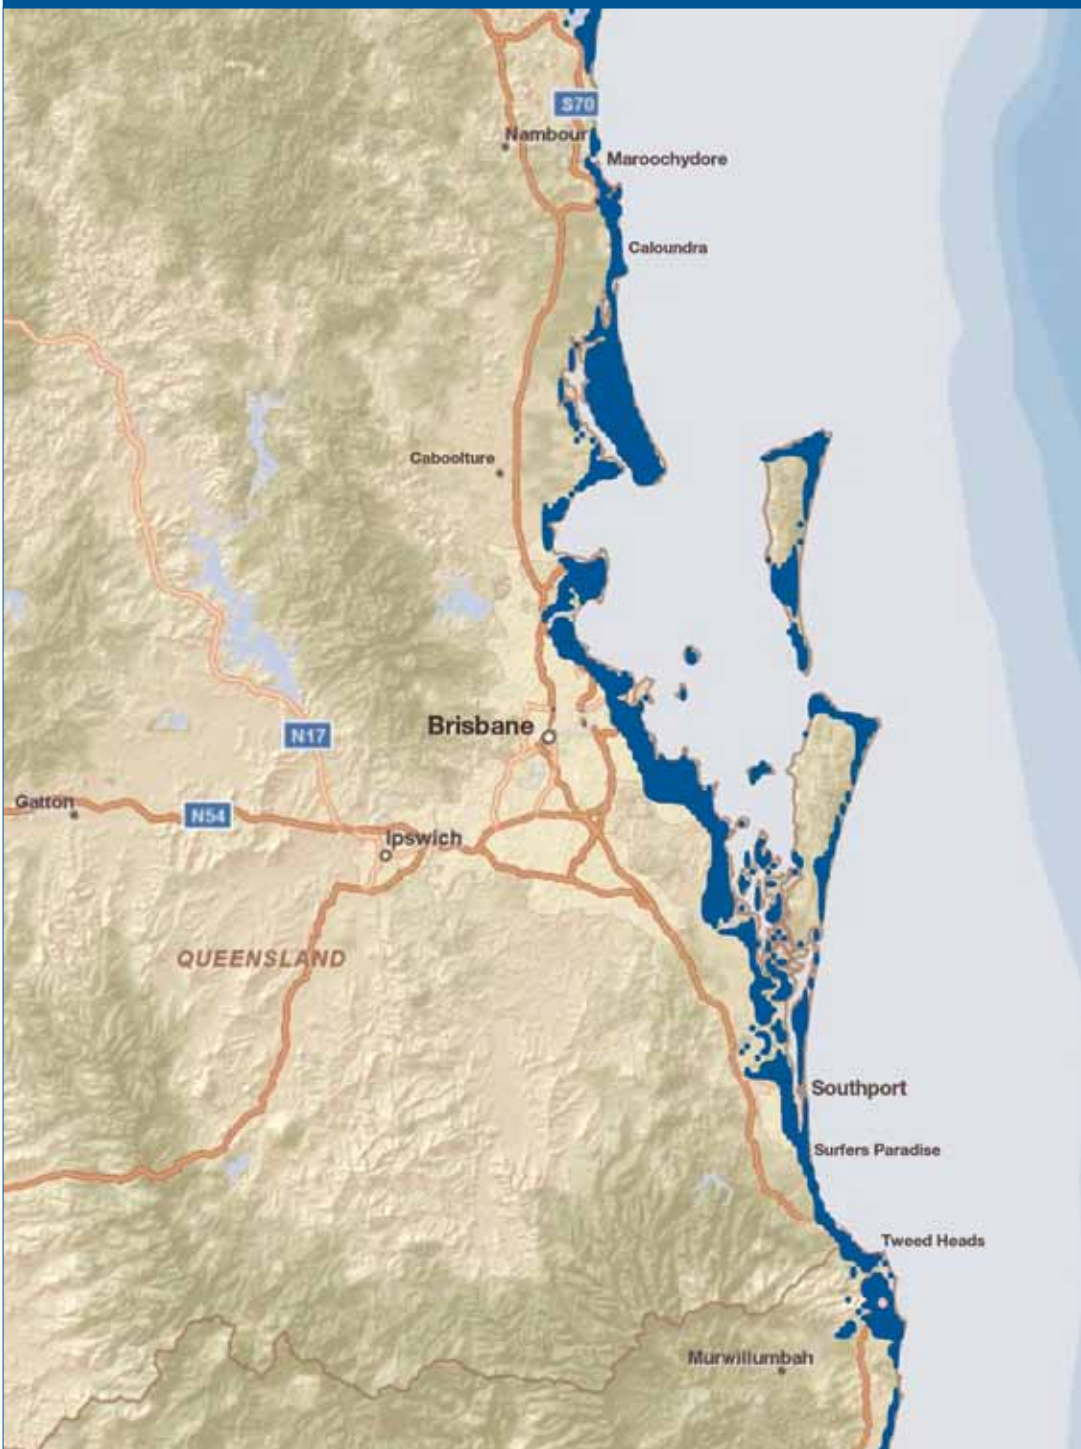 S70
Nambour
Maroochydore
Caloundra
Caboolture
Brisbane
N17
Gatton
N54
Ipswich
QUEENSLAND
Southport
Surfers Paradise
Tweed Heads
Murwillumbah